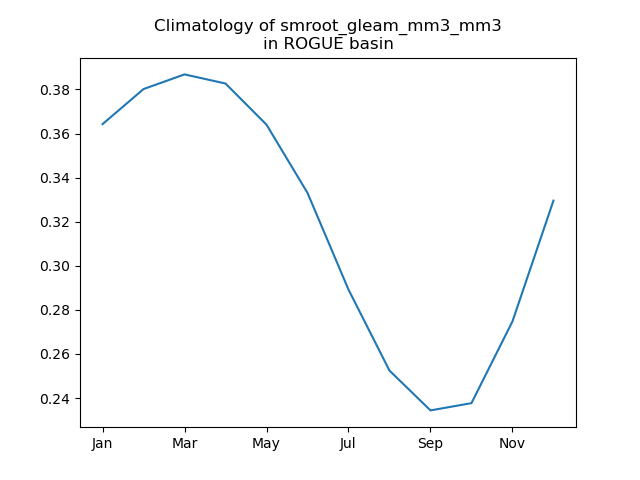 Climatology of smroot_gleam_mm3_mm3
in ROGUE basin
0.38
0.36
0.34
0.32
0.30
0.28
0.26
0.24
Jan
Mar
May
Jul
Sep
Nov